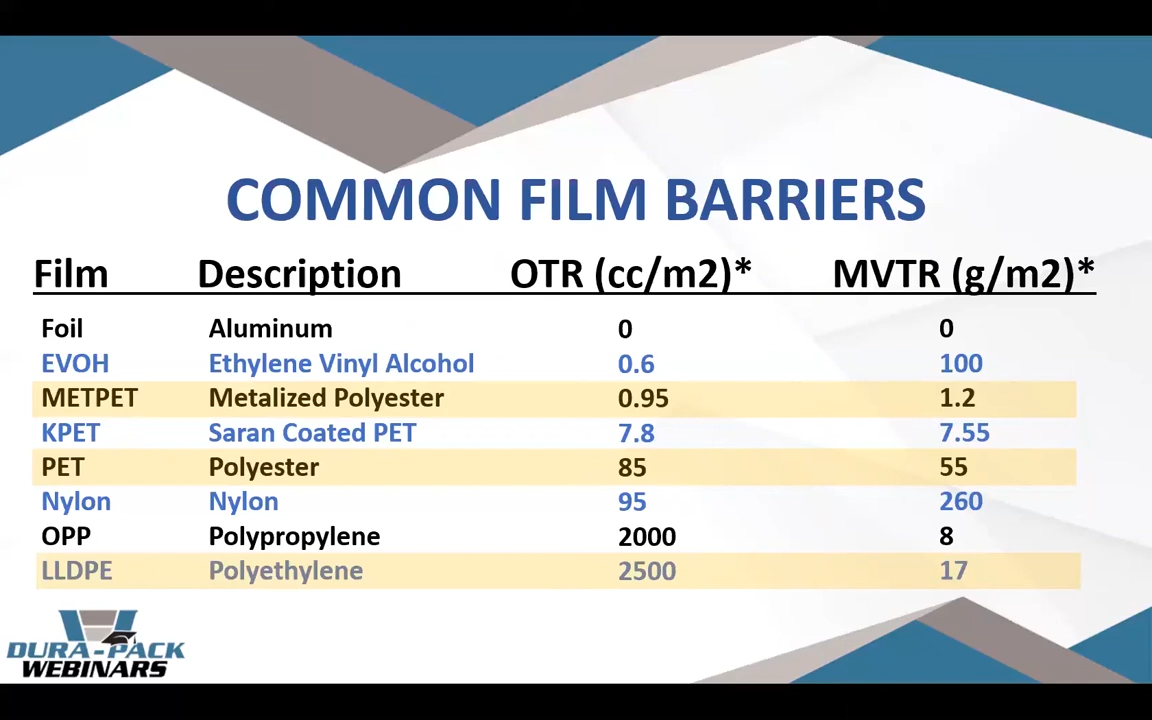 COMMON FILM BARRIERS
Film Description OTR (cc/m2)* MVTR (g/m2)*
Foil Aluminum 0 0
EVOH Ethylene Vinyl Alcohol 0.6 100
METPET Metalized Polyester 0.95 1.2
KPET Saran Coated PET 7.8 7.55
PET Polyester 85 55
Nylon Nylon 95 260
OPP Polypropylene 2000 8
LLDPE Polyethylene 2500 17
DURA-PACK
WEBINARS